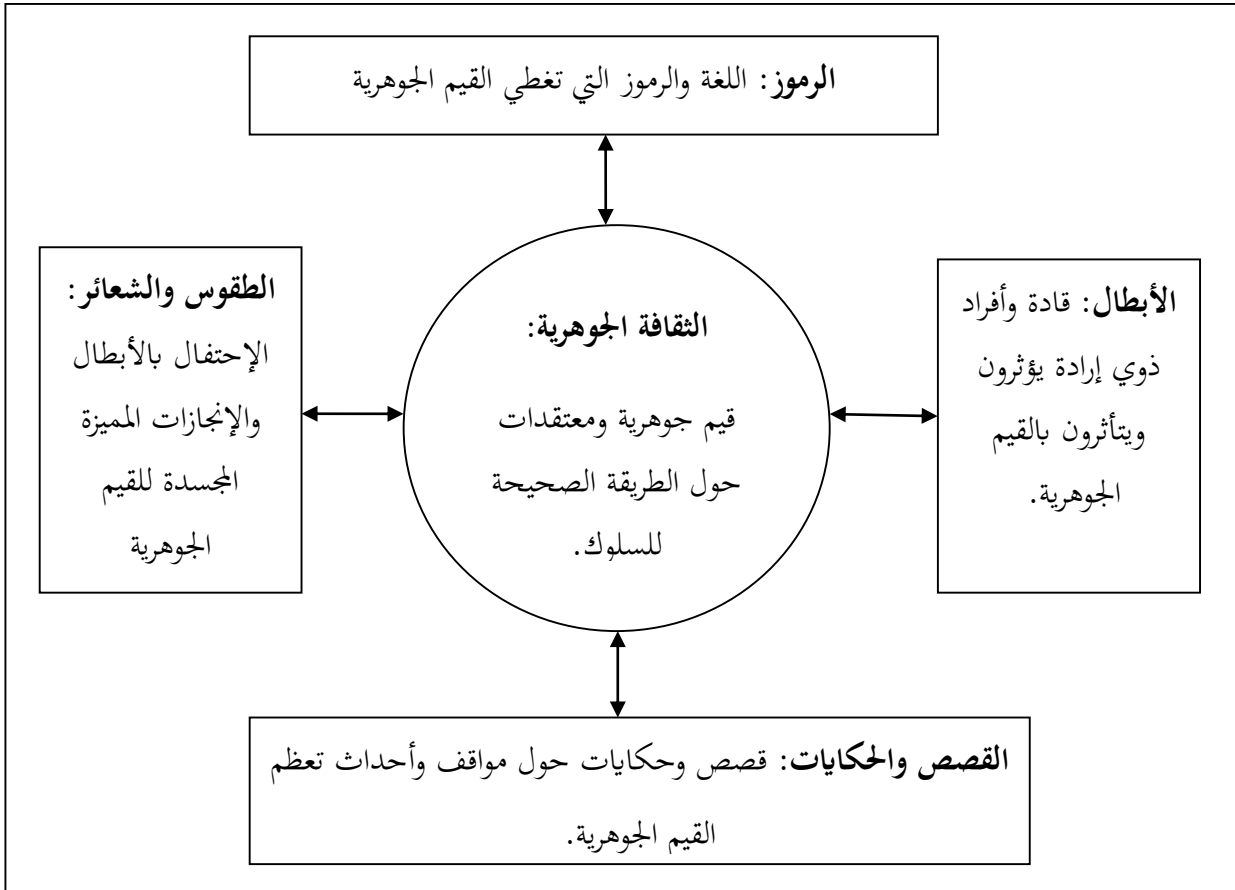 الرموز: اللغة والرموز التي تغطي القيم الجوهرية
الأبطال: قادة وأفراد
ذوي إرادة يؤثرون
ويتأثرون بالقيم
الجوهرية.
الثقافة الجوهرية:
قيم جوهرية ومعتقدات
حول الطريقة الصحيحة
للسلوك.
الطقوس والشعائر:
الإحتفال بالأبطال
والإنجازات المميزة
المجسدة للقيم
الجوهرية
القصص والحكايات: قصص وحكايات حول مواقف وأحداث تعظم
القيم الجوهرية.